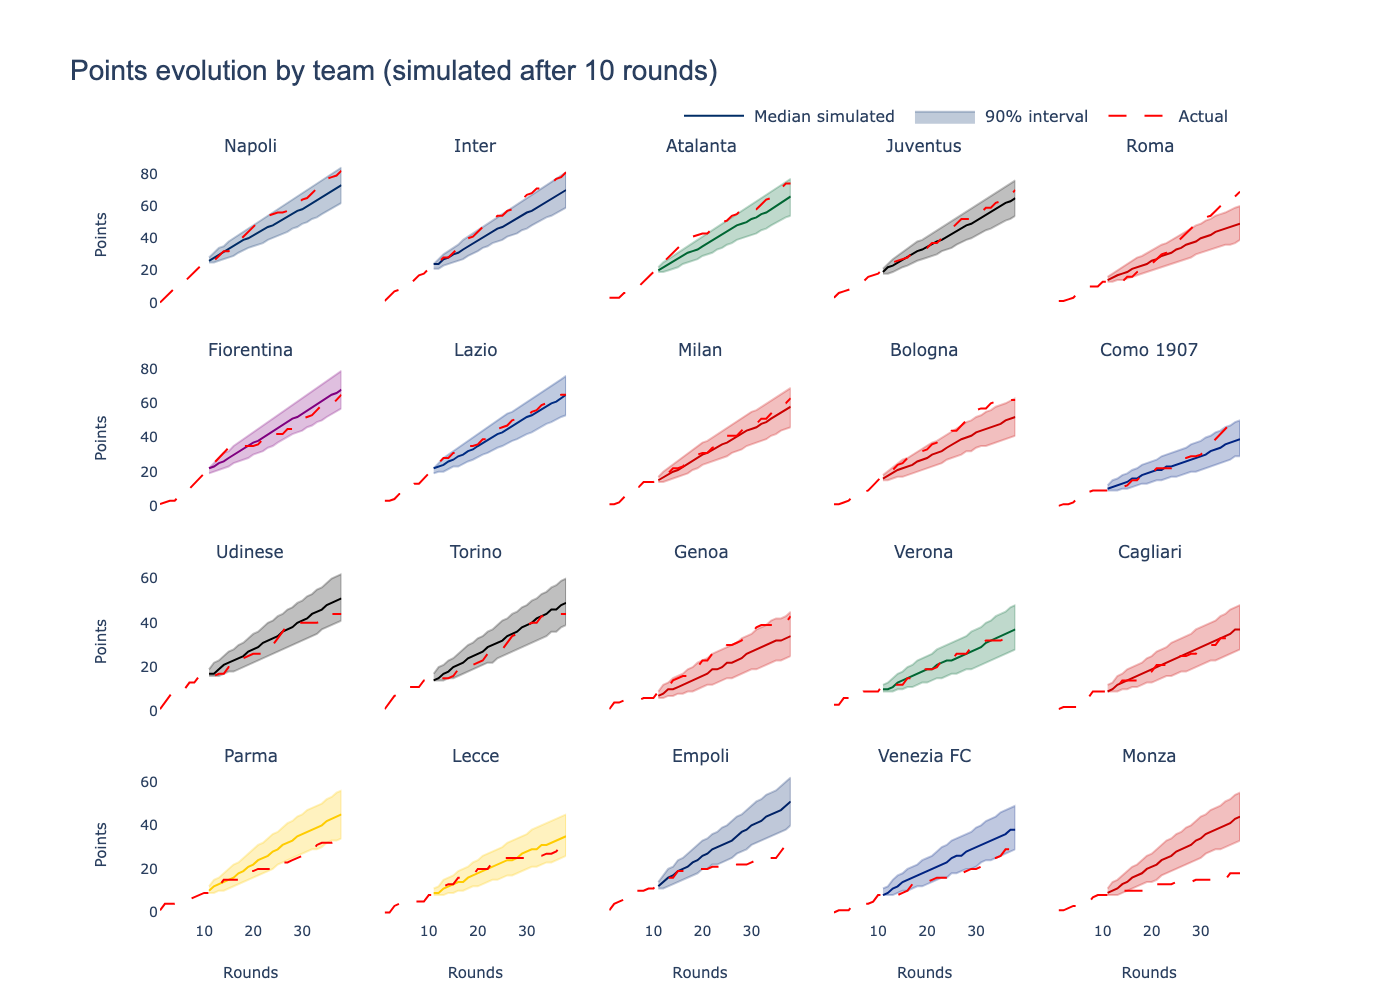 Points evolution by team (simulated after 10 rounds)
Median simulated 90% interval Actual
Napoli Inter Atalanta Juventus Roma
80
60
40
20
0
Points
Fiorentina Lazio Milan Bologna Como 1907
80
60
40
20
0
Points
Udinese Torino Genoa Verona Cagliari
60
40
20
0
Points
Parma Lecce Empoli Venezia FC Monza
60
40
20
0
Points
10 20 30 10 20 30 10 20 30 10 20 30 10 20 30
Rounds Rounds Rounds Rounds Rounds